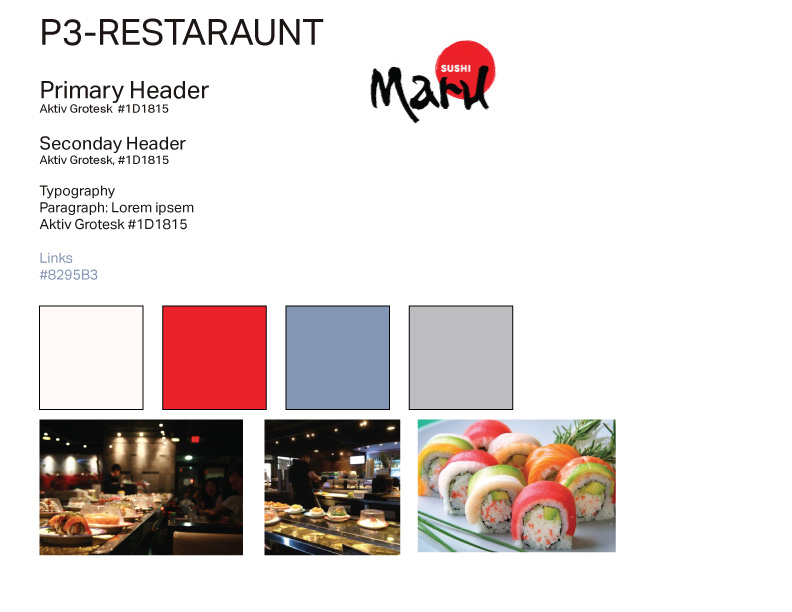 P3-RESTARAUNT
SUSHI
Maru
Primary Header
Aktiv Grotesk #1D1815
Seconday Header
Aktiv Grotesk, #1D1815
Typography
Paragraph: Lorem ipsem
Aktiv Grotesk #1D1815
Links
#8295B3